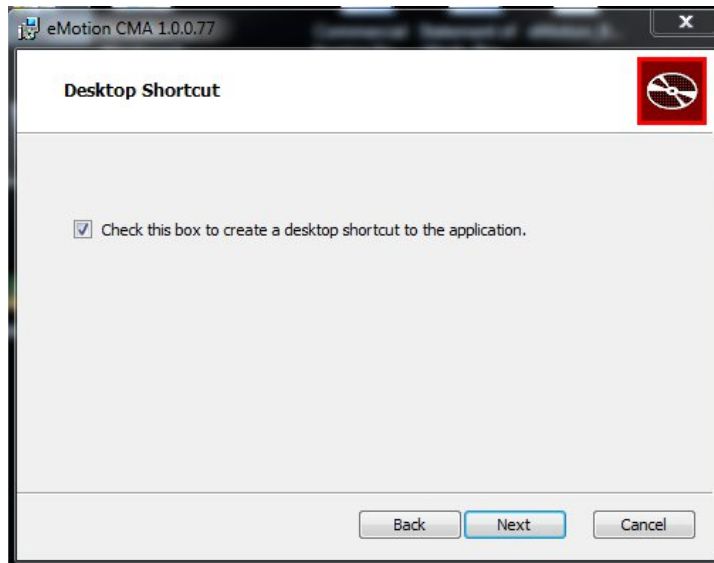 eMotion CMA 1.0.0.77
Desktop Shortcut
Check this box to create a desktop shortcut to the application.
Back Next Cancel